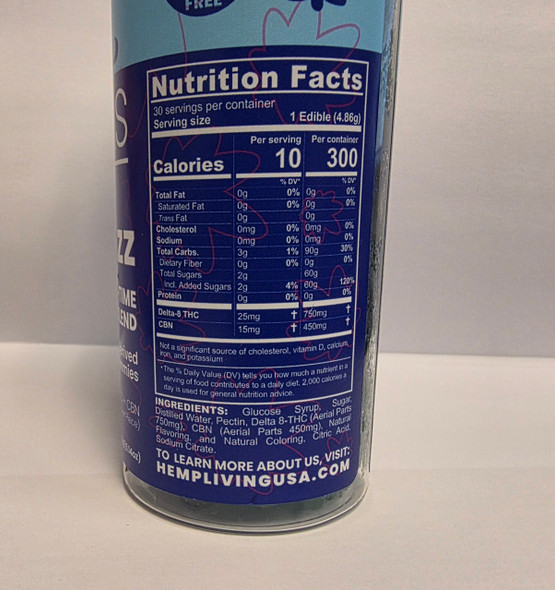 FREE
S
ZZ
TIME
END
ived
mies
CBN
Nutrition Facts
30 servings per container
Serving size 1 Edible (4.86g)
Per serving Per container
Calories 10 300
% DV* % DV*
Total Fat 0g 0% 0g 0%
Saturated Fat 0g 0% 0g 0%
Trans Fat 0g 0g
Cholesterol 0mg 0% 0mg 0%
Sodium 0mg 0% 0mg 0%
Total Carbs. 3g 1% 90g 30%
Dietary Fiber 0g 0% 0g 0%
Total Sugars 2g 60g
Incl. Added Sugars 2g 4% 60g 120%
Protein 0g 0% 0g 0%
Delta-8 THC 25mg † 750mg †
CBN 15mg † 450mg †
Not a significant source of cholesterol, vitamin D, calcium,
iron, and potassium
*The % Daily Value (DV) tells you how much a nutrient in a
serving of food contributes to a daily diet. 2,000 calories a
day is used for general nutrition advice.
INGREDIENTS: Glucose Syrup, Sugar,
Distilled Water, Pectin, Delta 8-THC (Aerial Parts
750mg), CBN (Aerial Parts 450mg), Natural
Flavoring, and Natural Coloring, Citric Acid,
Sodium Citrate.
TO LEARN MORE ABOUT US, VISIT:
HEMPLIVINGUSA.COM